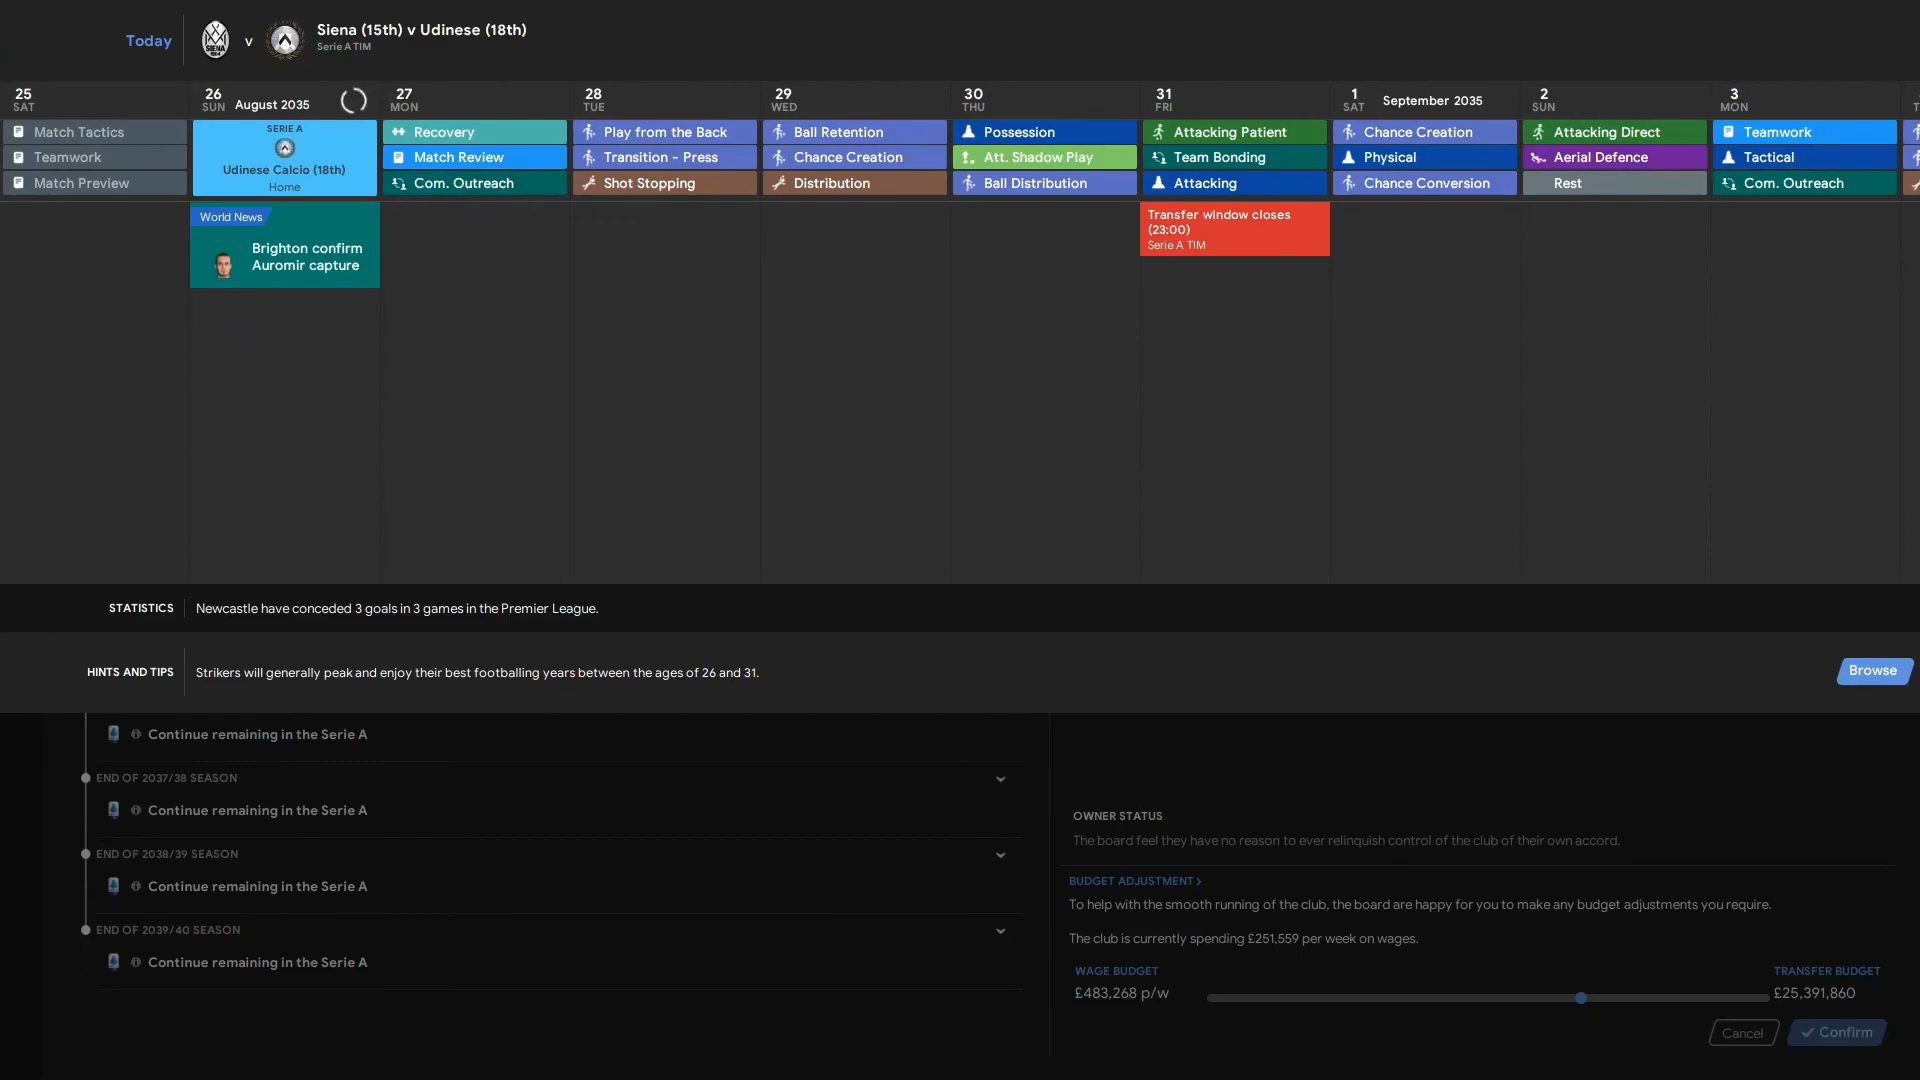 Today
v
Siena (15th) v Udinese (18th)
Serie A TIM
25
SAT
26
SUN
August 2035
27
MON
28
TUE
29
WED
30
THU
31
FRI
1
SAT
September 2035
2
SUN
3
MON
Match Tactics
Teamwork
Match Preview
SERIE A
Udinese Calcio (18th)
Home
Recovery
Match Review
Com. Outreach
Play from the Back
Transition - Press
Shot Stopping
Ball Retention
Chance Creation
Distribution
Possession
Att. Shadow Play
Ball Distribution
Attacking Patient
Team Bonding
Attacking
Chance Creation
Physical
Chance Conversion
Attacking Direct
Aerial Defence
Rest
Teamwork
Tactical
Com. Outreach
World News
Brighton confirm
Auromir capture
Transfer window closes
(23:00)
Serie A TIM
STATISTICS
Newcastle have conceded 3 goals in 3 games in the Premier League.
HINTS AND TIPS
Strikers will generally peak and enjoy their best footballing years between the ages of 26 and 31.
Browse
Continue remaining in the Serie A
END OF 2037/38 SEASON
Continue remaining in the Serie A
END OF 2038/39 SEASON
Continue remaining in the Serie A
END OF 2039/40 SEASON
Continue remaining in the Serie A
OWNER STATUS
The board feel they have no reason to ever relinquish control of the club of their own accord.
BUDGET ADJUSTMENT >
To help with the smooth running of the club, the board are happy for you to make any budget adjustments you require.
The club is currently spending £251,559 per week on wages.
WAGE BUDGET
£483,268 p/w
TRANSFER BUDGET
£25,391,860
Cancel
Confirm